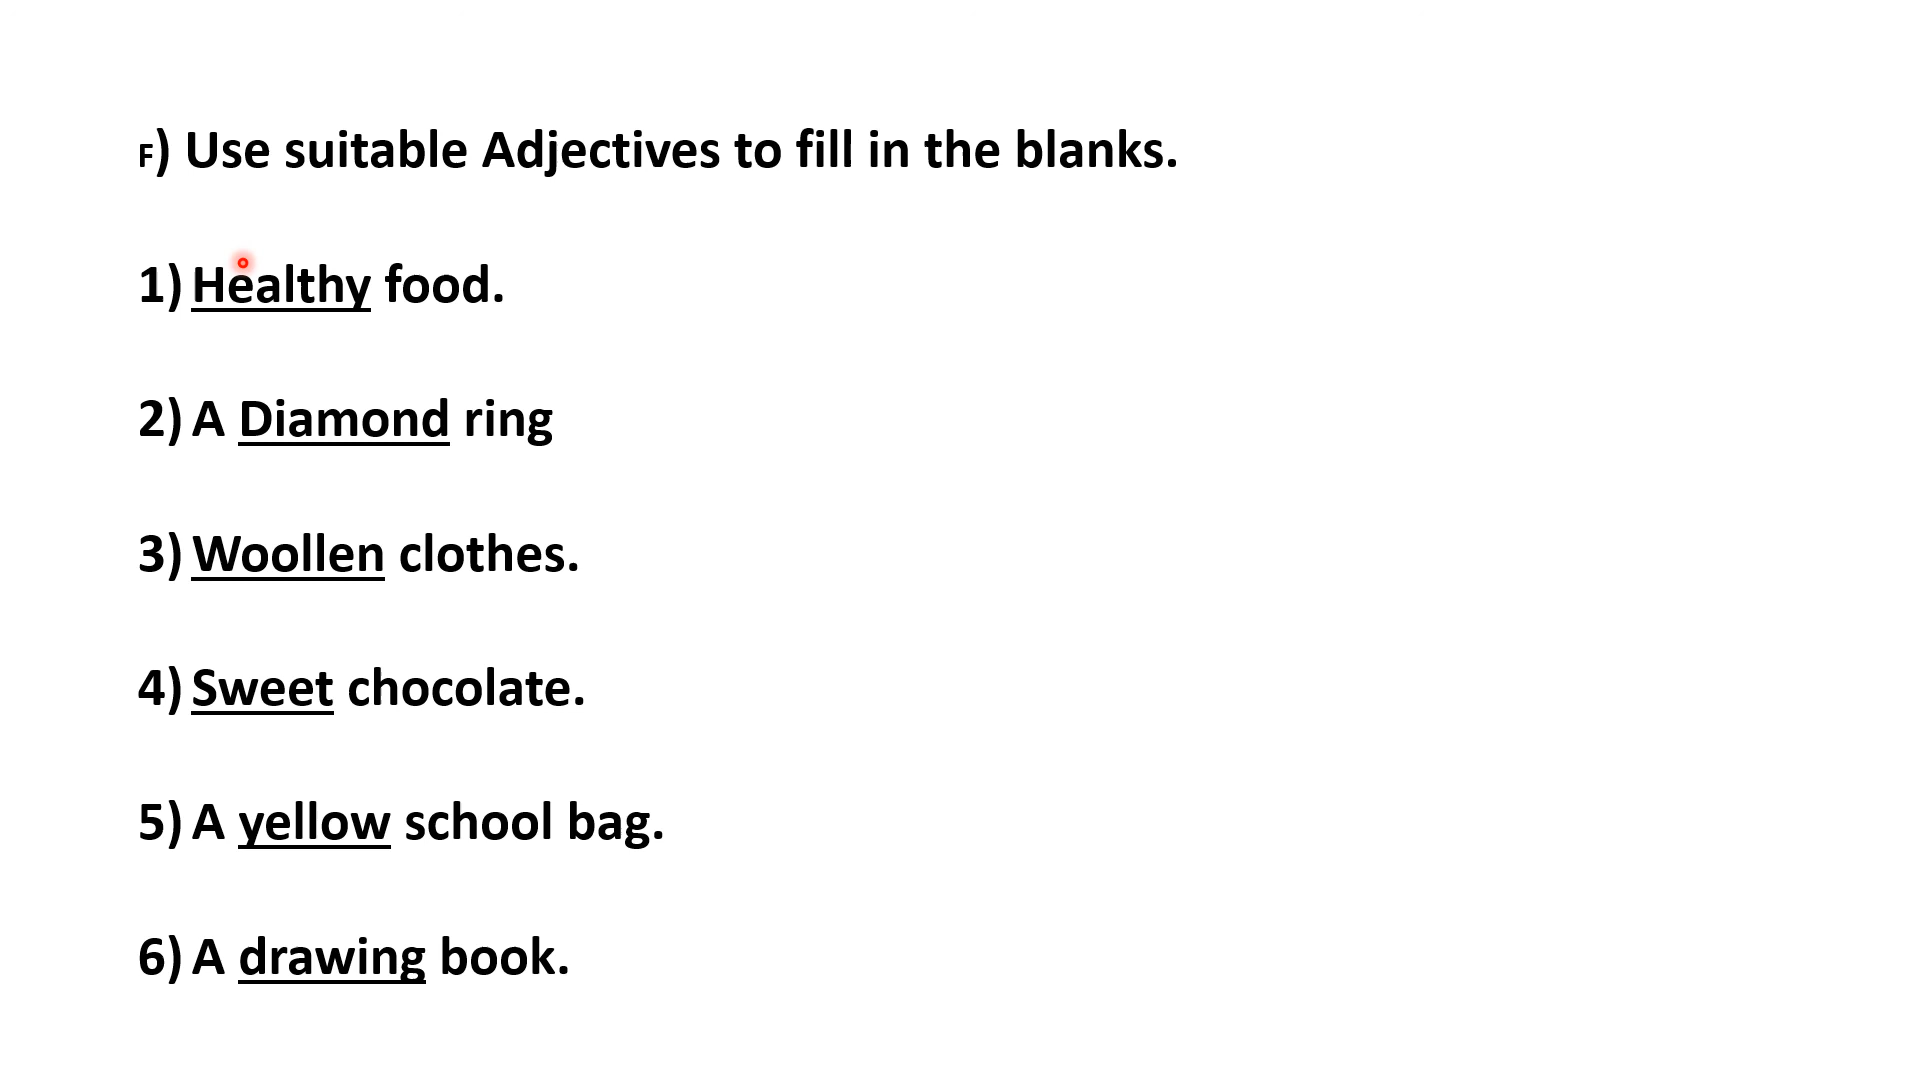 F) Use suitable Adjectives to fill in the blanks.
1) Healthy food.
2) A Diamond ring
3) Woollen clothes.
4) Sweet chocolate.
5) A yellow school bag.
6) A drawing book.